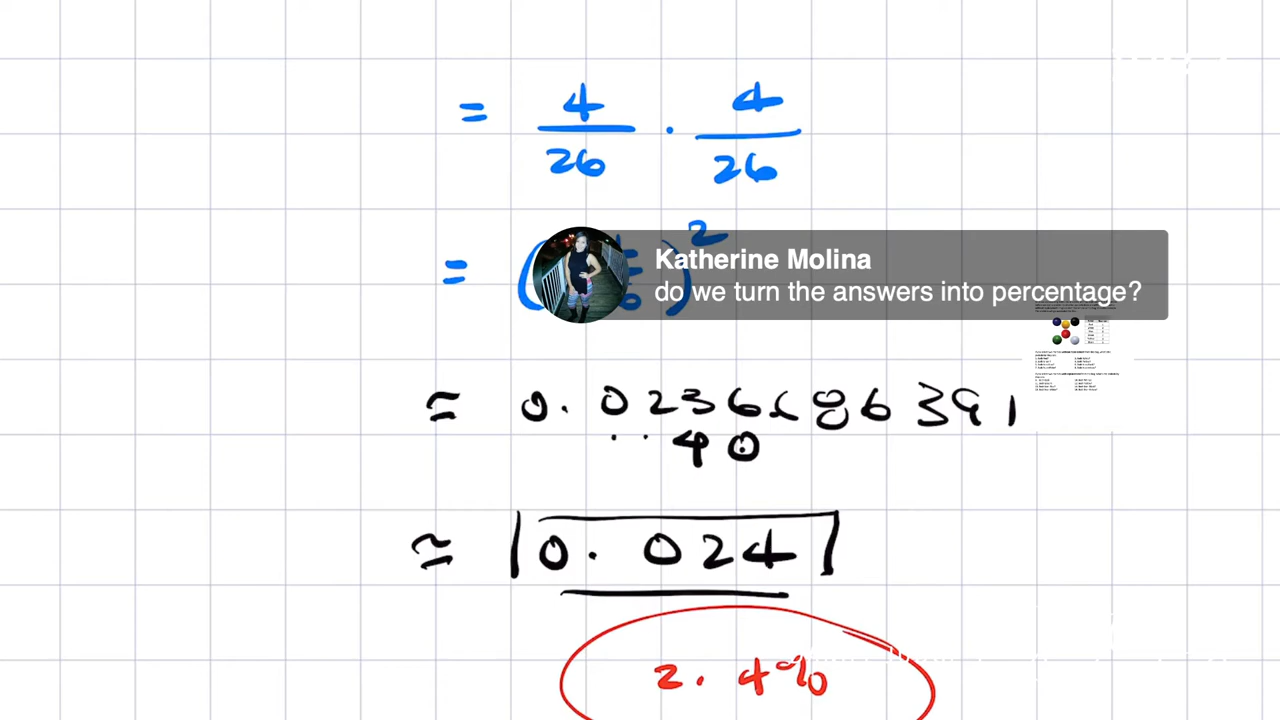 = 4/26 · 4/26
= ( )²
Katherine Molina
do we turn the answers into percentage?
≈ 0.0236686391
40
≈ 0.024
2.4%